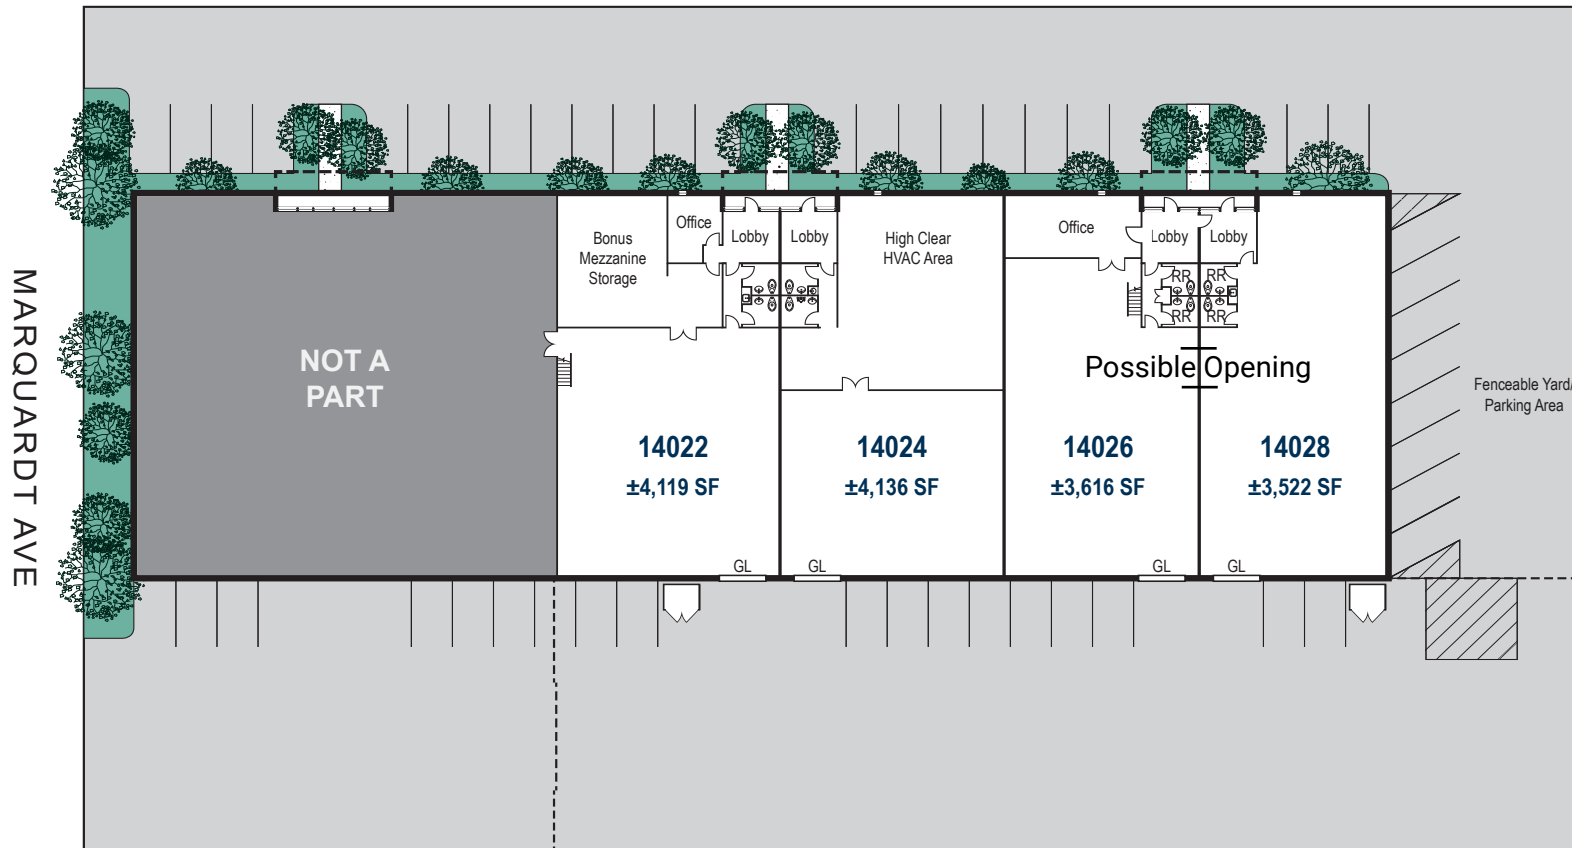 MARQUARDT AVE
NOT A
PART
Bonus
Mezzanine
Storage
Office
Lobby
Lobby
High Clear
HVAC Area
Office
Lobby
Lobby
RR
RR
RR
RR
Possible Opening
Fenceable Yard/
Parking Area
14022
±4,119 SF
14024
±4,136 SF
14026
±3,616 SF
14028
±3,522 SF
GL
GL
GL
GL